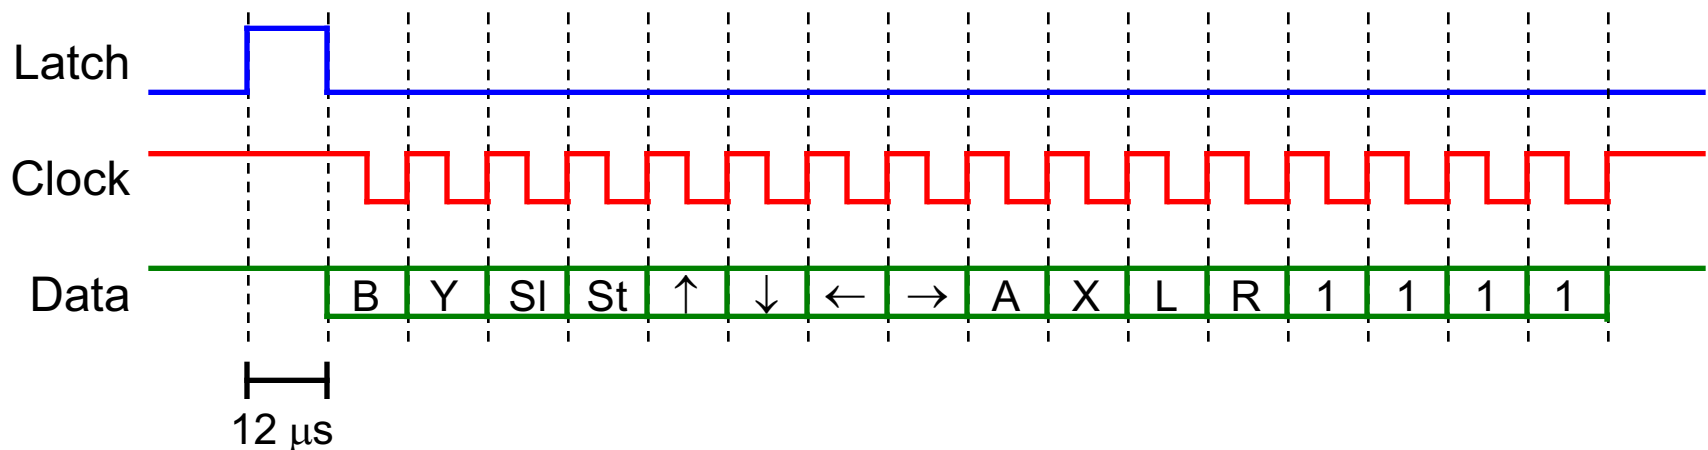 Latch
Clock
Data B Y Sl St ↑ ↓ ← → A X L R 1 1 1 1
12 μs